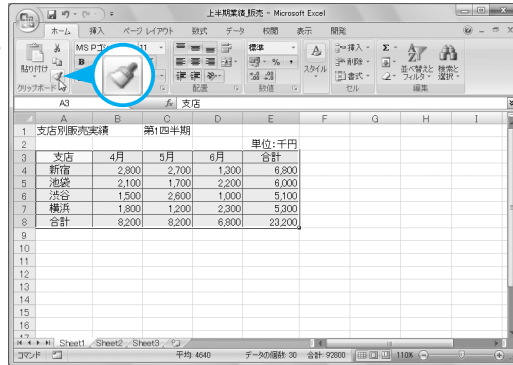 上半期業績_販売 - Microsoft Excel
ホーム 挿入 ページ レイアウト 数式 データ 校閲 表示 開発
貼り付け
クリップボード
MS Pゴ 11
B
配置
標準
% ,
数値
A
スタイル
挿入
削除
書式
セル
Σ
並べ替えと フィルタ
検索と 選択
編集
A3 fx 支店
A B C D E F G H I
1 支店別販売実績 第1四半期
2 単位:千円
3 支店 4月 5月 6月 合計
4 新宿 2,800 2,700 1,300 6,800
5 池袋 2,100 1,700 2,200 6,000
6 渋谷 1,500 2,600 1,000 5,100
7 横浜 1,800 1,200 2,300 5,300
8 合計 8,200 8,200 6,800 23,200
9
10
11
12
13
14
15
16
17
Sheet1 Sheet2 Sheet3
コマンド 平均: 4640 データの個数: 30 合計: 92800 110%